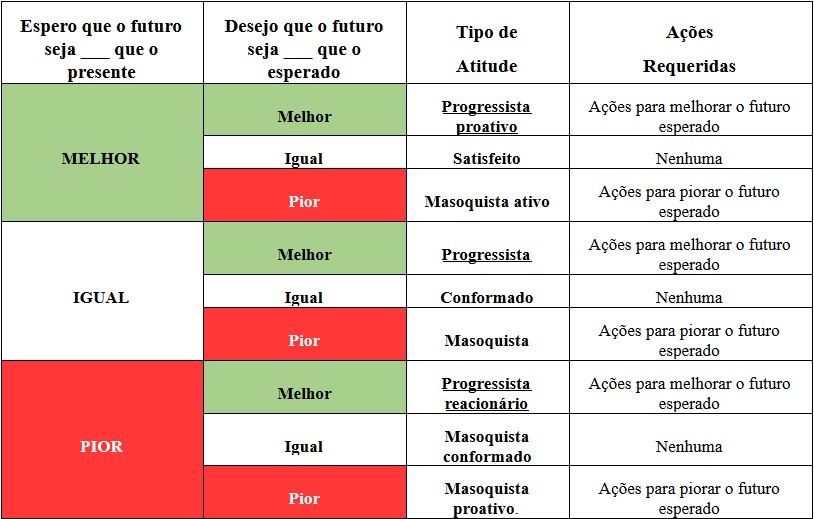 Espero que o futuro
seja ___ que o
presente
Desejo que o futuro
seja ___ que o
esperado
Tipo de
Atitude
Ações
Requeridas
MELHOR
Melhor
Progressista
proativo
Ações para melhorar o futuro
esperado
Igual
Satisfeito
Nenhuma
Pior
Masoquista ativo
Ações para piorar o futuro
esperado
IGUAL
Melhor
Progressista
Ações para melhorar o futuro
esperado
Igual
Conformado
Nenhuma
Pior
Masoquista
Ações para piorar o futuro
esperado
PIOR
Melhor
Progressista
reacionário
Ações para melhorar o futuro
esperado
Igual
Masoquista
conformado
Nenhuma
Pior
Masoquista
proativo.
Ações para piorar o futuro
esperado